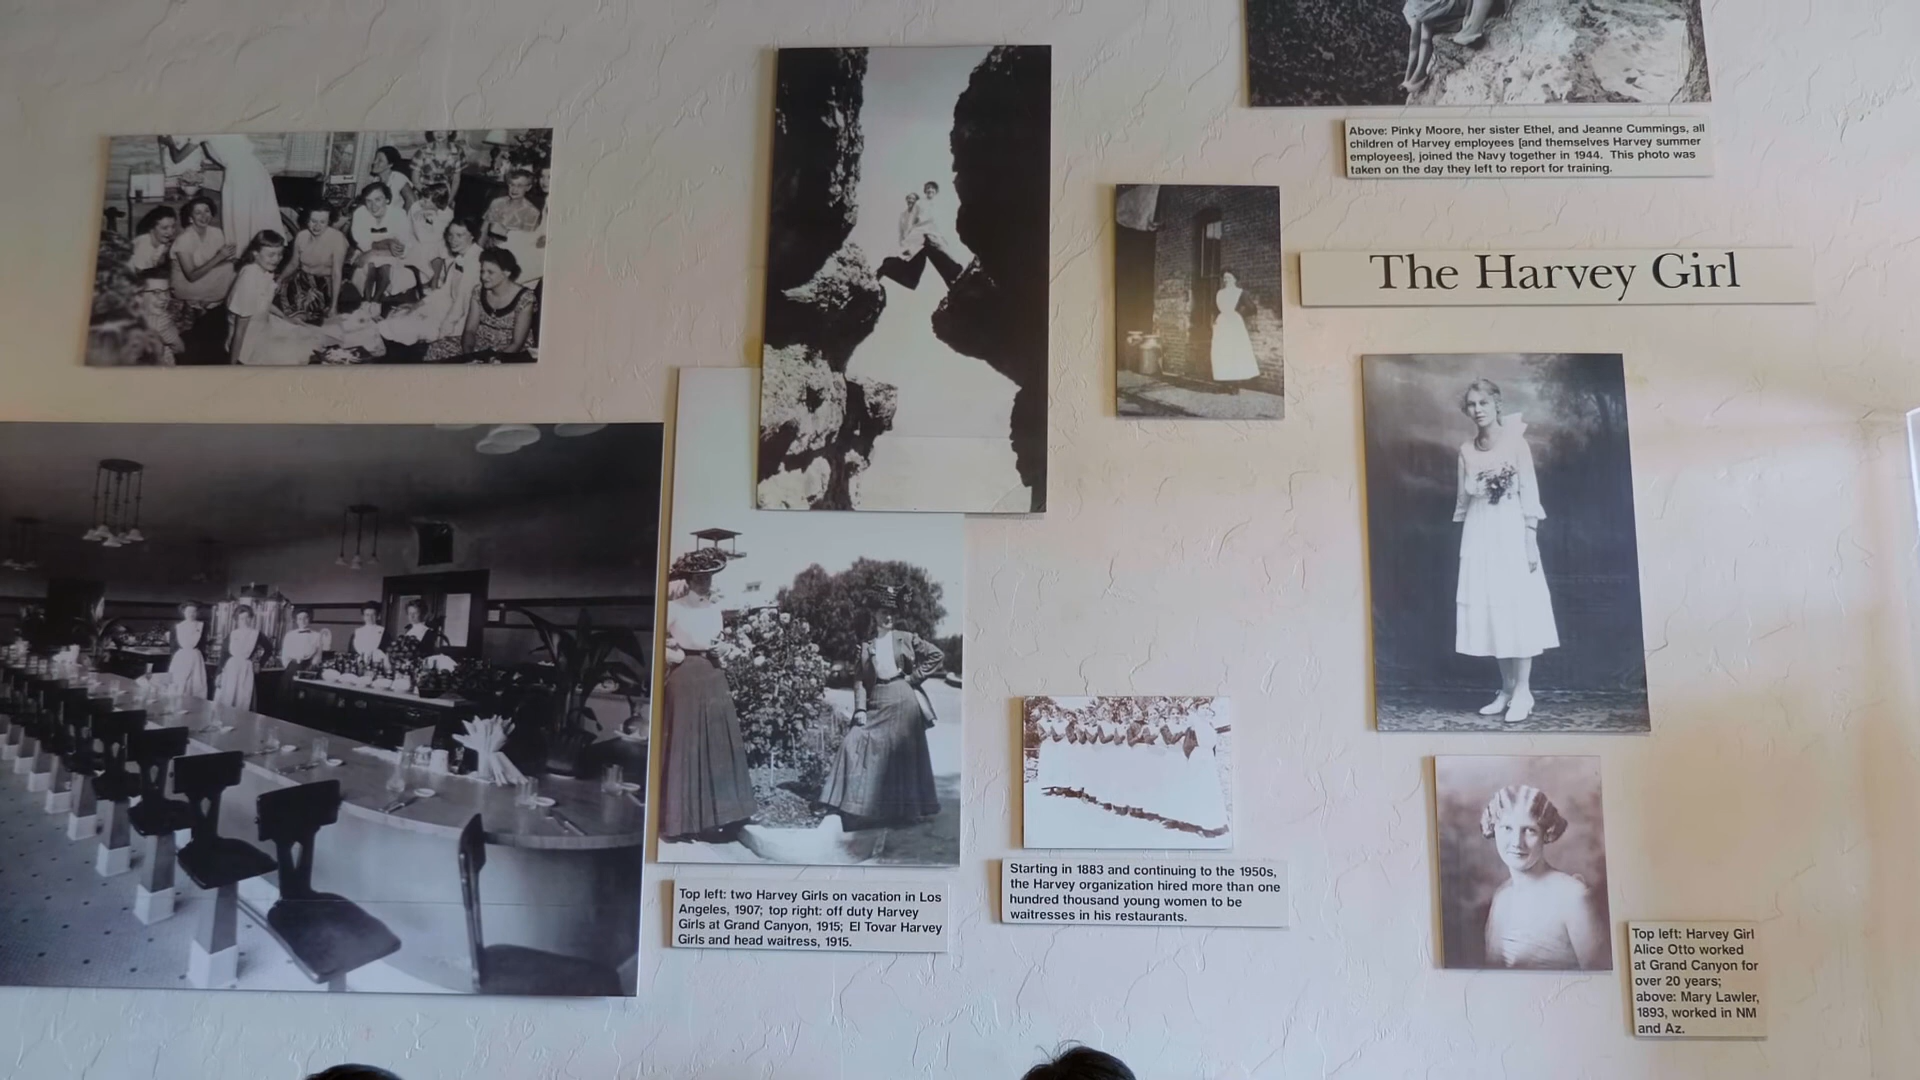 Above: Pinky Moore, her sister Ethel, and Jeanne Cummings, all
children of Harvey employees [and themselves Harvey summer
employees], joined the Navy together in 1944. This photo was
taken on the day they left to report for training.
The Harvey Girl
Top left: two Harvey Girls on vacation in Los
Angeles, 1907; top right: off duty Harvey
Girls at Grand Canyon, 1915; El Tovar Harvey
Girls and head waitress, 1915.
Starting in 1883 and continuing to the 1950s,
the Harvey organization hired more than one
hundred thousand young women to be
waitresses in his restaurants.
Top left: Harvey Girl
Alice Otto worked
at Grand Canyon for
over 20 years;
above: Mary Lawler,
1893, worked in NM
and Az.